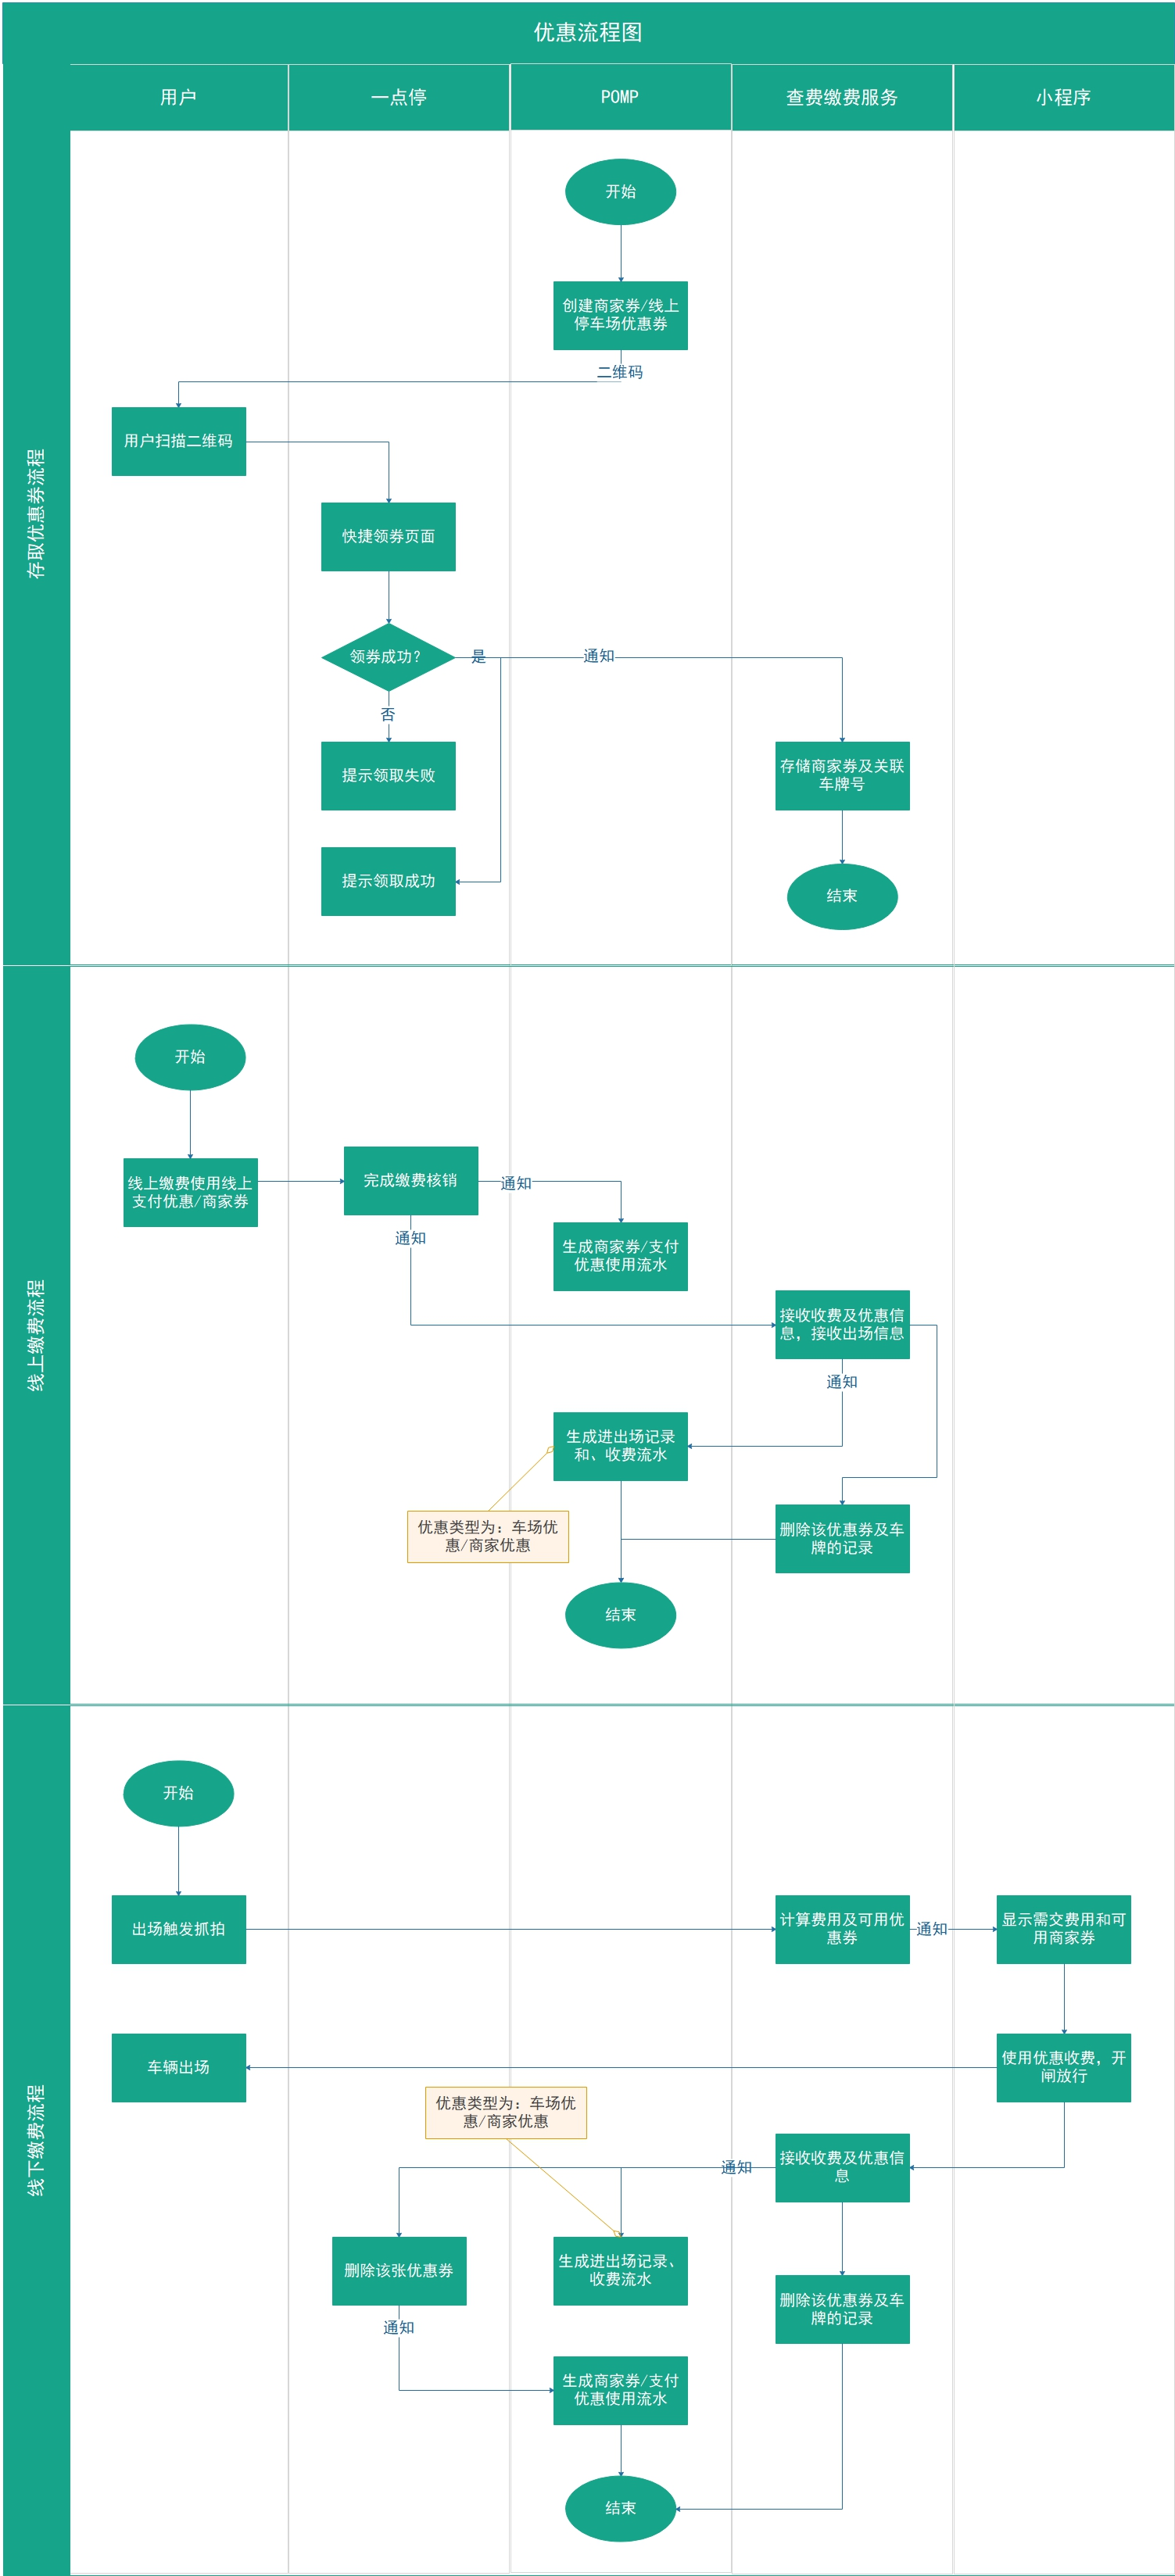 优惠流程图
用户
一点停
POMP
查费缴费服务
小程序
存取优惠券流程
开始
创建商家券/线上
停车场优惠券
二维码
用户扫描二维码
快捷领券页面
领券成功?
是
通知
否
提示领取失败
存储商家券及关联
车牌号
提示领取成功
结束
线上缴费流程
开始
线上缴费使用线上
支付优惠/商家券
完成缴费核销
通知
通知
生成商家券/支付
优惠使用流水
接收收费及优惠信
息，接收出场信息
通知
生成进出场记录
和、收费流水
优惠类型为：车场优
惠/商家优惠
删除该优惠券及车
牌的记录
结束
线下缴费流程
开始
出场触发抓拍
计算费用及可用优
惠券
通知
显示需交费用和可
用商家券
车辆出场
使用优惠收费，开
闸放行
优惠类型为：车场优
惠/商家优惠
通知
接收收费及优惠信
息
删除该张优惠券
生成进出场记录、
收费流水
删除该优惠券及车
牌的记录
通知
生成商家券/支付
优惠使用流水
结束